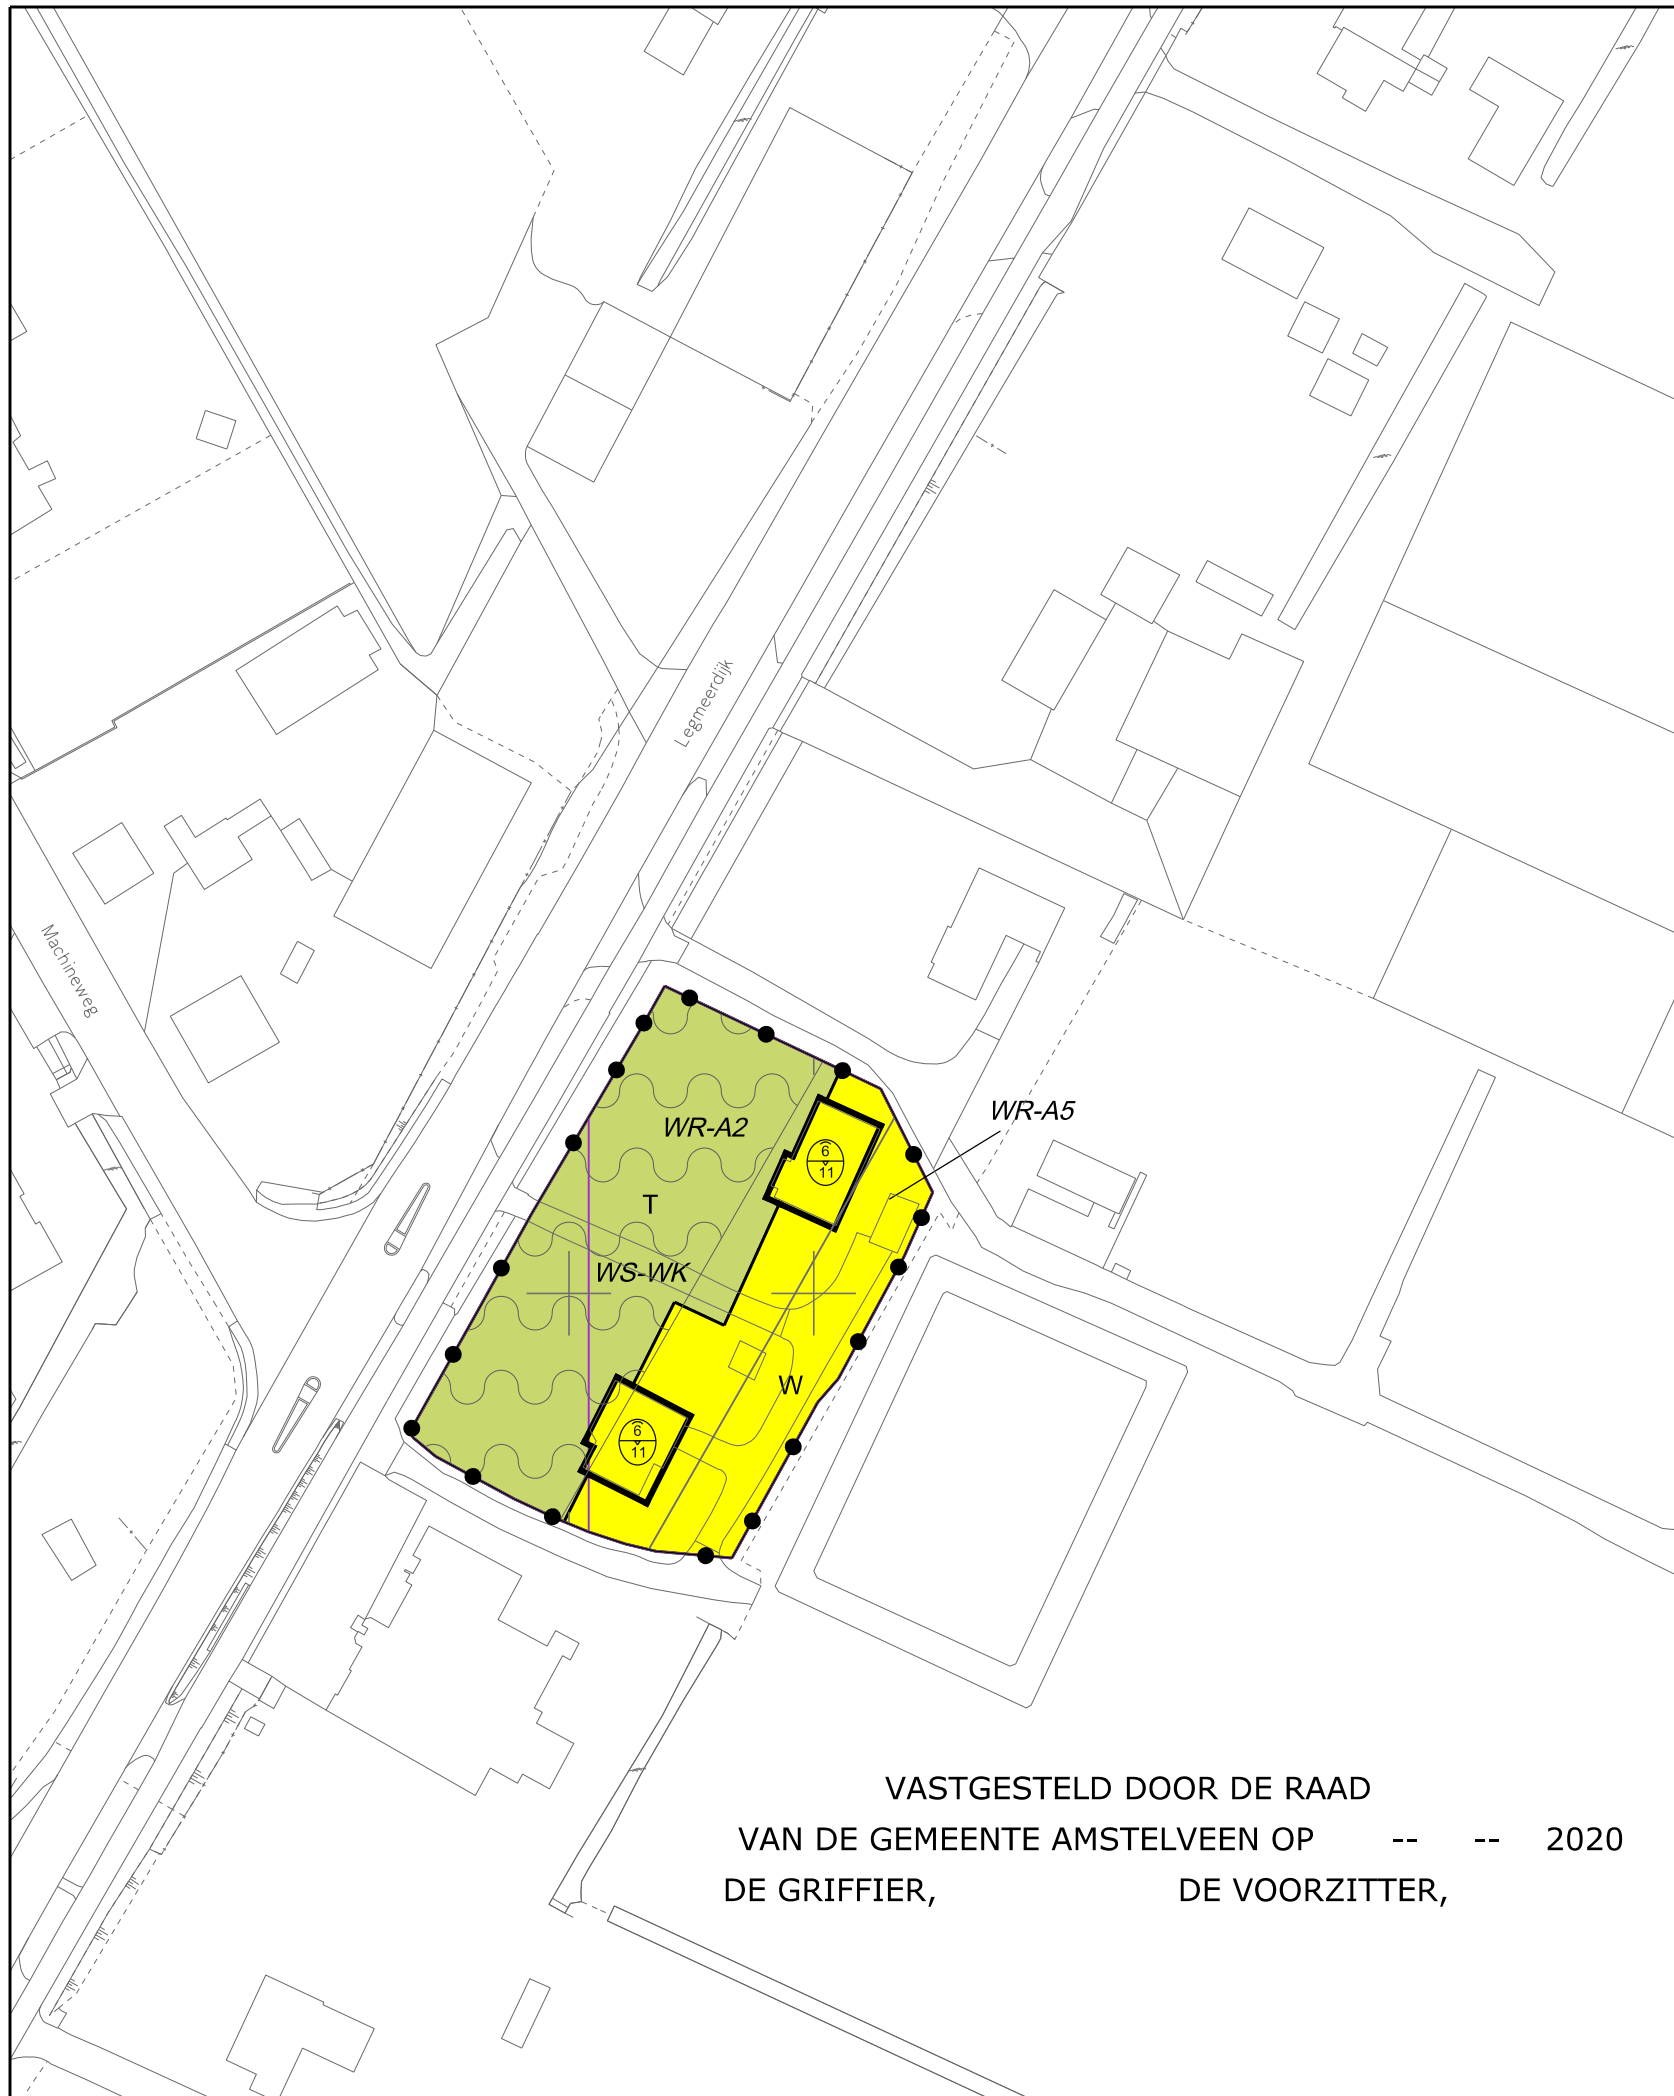 Legmeerdijk
Machineweg
WR-A5
WR-A2
6
11
T
WS-WK
W
6
11
VASTGESTELD DOOR DE RAAD
VAN DE GEMEENTE AMSTELVEEN OP -- -- 2020
DE GRIFFIER, DE VOORZITTER,